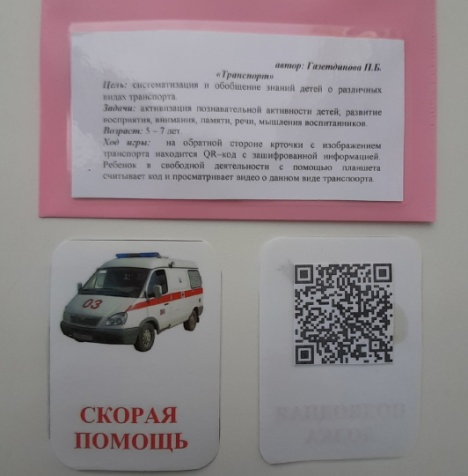 автор: Газетдинова П.Б.
«Транспорт»
Цель: систематизация и обобщение знаний детей о различных
видах транспорта.
Задачи: активизация познавательной активности детей; развитие
восприятия, внимания, памяти, речи, мышления воспитанников.
Возраст: 5 – 7 лет.
Ход игры: на обратной стороне крточки с изображением
транспорта находится QR–код с зашифрованной информацией.
Ребенок в свободной деятельности с помощью планшета
считывает код и просматривает видео о данном виде транспорта.
03
СКОРАЯ
ПОМОЩЬ
ПОДВОДНАЯ
ЛОДКА